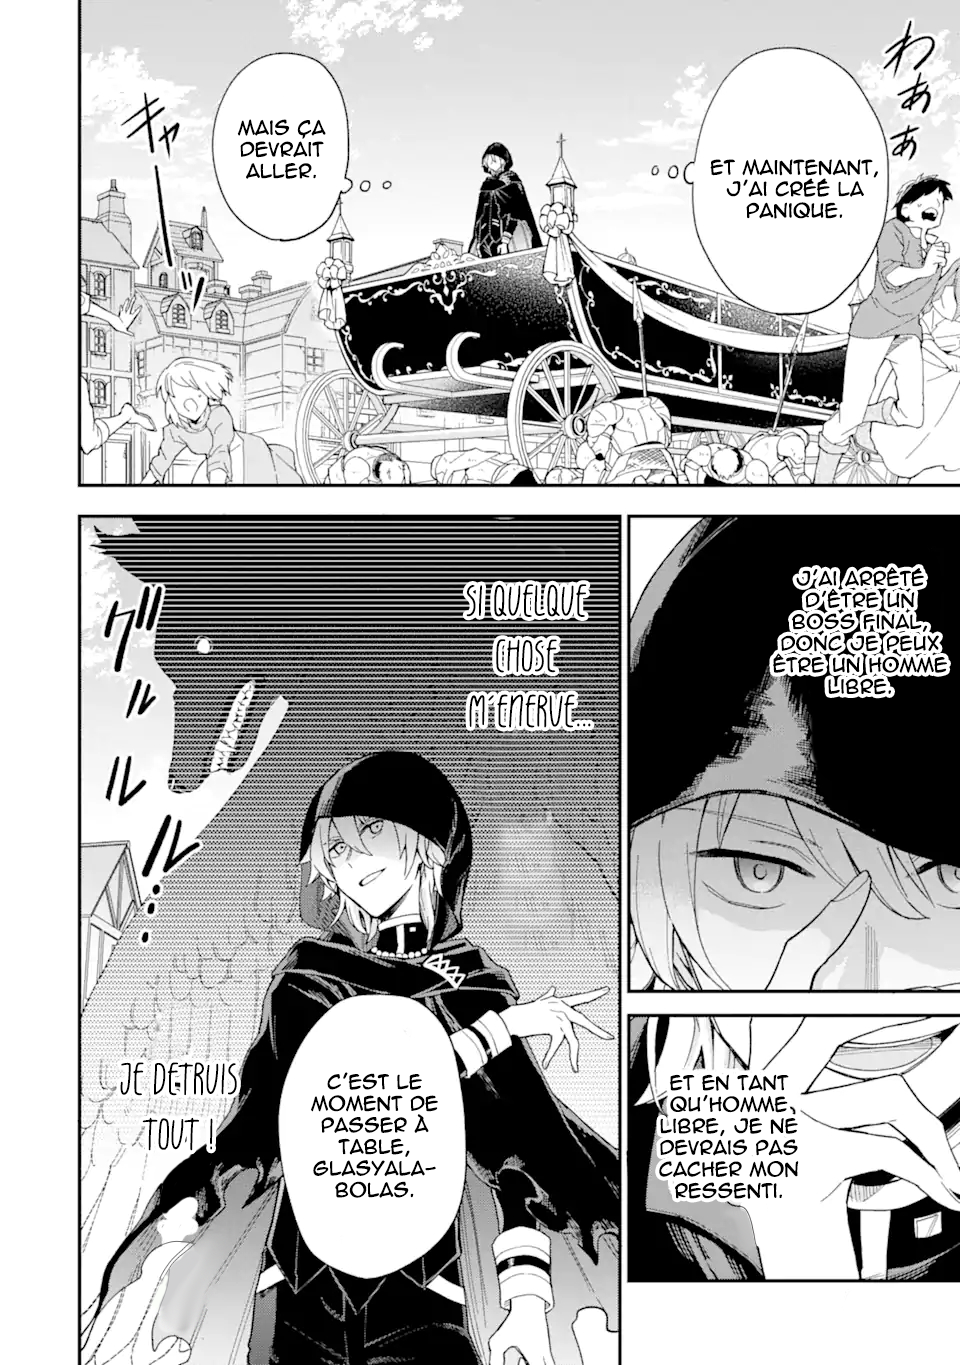 わあぁぁ
ET MAINTENANT,
J'AI CRÉÉ LA
PANIQUE.
MAIS ÇA
DEVRAIT
ALLER.
キャー
J'AI ARRÊTÉ
D'ÊTRE UN
BOSS FINAL,
DONC JE PEUX
ÊTRE UN HOMME
LIBRE.
ET EN TANT
QU'HOMME
LIBRE, JE NE
DEVRAIS PAS
CACHER MON
RESSENTI.
SI QUELQUE
CHOSE
M'ENERVE...
グルルル...
JE DETRUIS
TOUT !
C'EST LE
MOMENT DE
PASSER À
TABLE,
GLASYALA-
BOLAS.